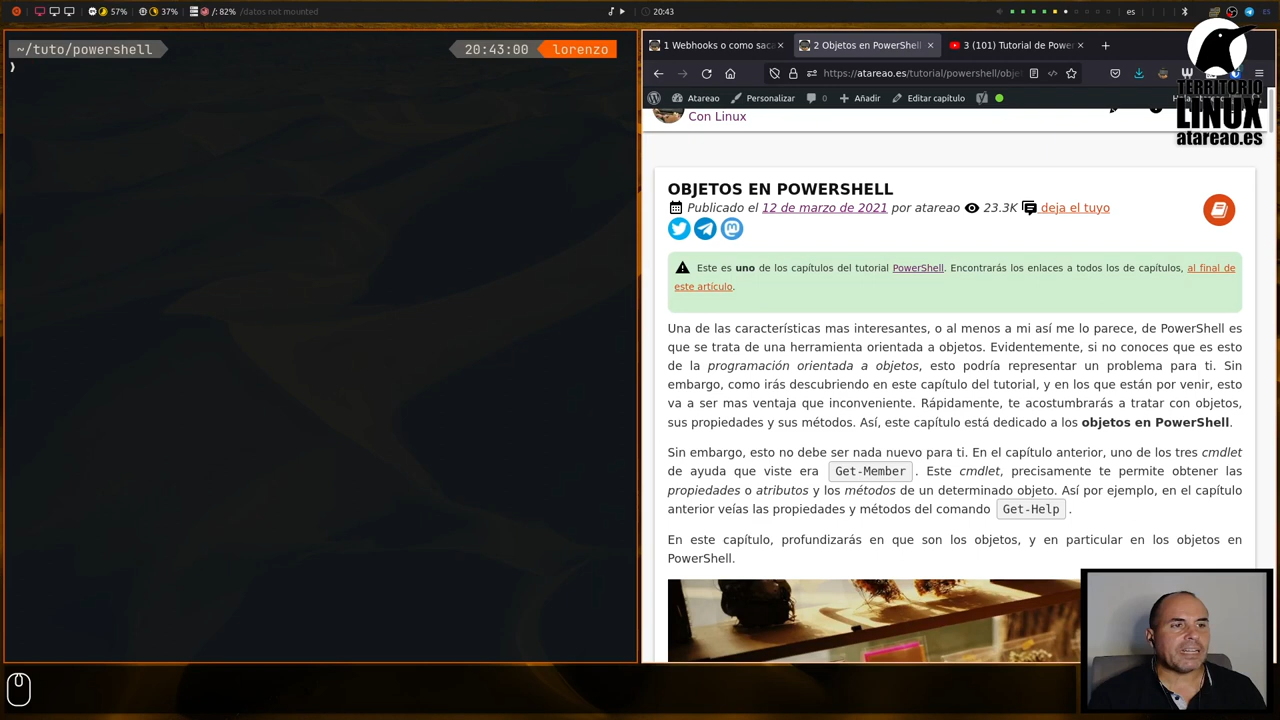 57% 37% /: 82% /datos not mounted
20:43
es
ES
~/tuto/powershell
20:43:00 lorenzo
1 Webhooks o como saca
2 Objetos en PowerShell
3 (101) Tutorial de Powe
https://atareao.es/tutorial/powershell/obje
Atareao Personalizar 0 Añadir Editar capítulo
TERRITORIO
LINUX
atareao.es
Con Linux
OBJETOS EN POWERSHELL
Publicado el 12 de marzo de 2021 por atareao 23.3K deja el tuyo
Este es uno de los capítulos del tutorial PowerShell. Encontrarás los enlaces a todos los de capítulos, al final de
este artículo.
Una de las características mas interesantes, o al menos a mi así me lo parece, de PowerShell es
que se trata de una herramienta orientada a objetos. Evidentemente, si no conoces que es esto
de la programación orientada a objetos, esto podría representar un problema para ti. Sin
embargo, como irás descubriendo en este capítulo del tutorial, y en los que están por venir, esto
va a ser mas ventaja que inconveniente. Rápidamente, te acostumbrarás a tratar con objetos,
sus propiedades y sus métodos. Así, este capítulo está dedicado a los objetos en PowerShell.
Sin embargo, esto no debe ser nada nuevo para ti. En el capítulo anterior, uno de los tres cmdlet
de ayuda que viste era Get-Member. Este cmdlet, precisamente te permite obtener las
propiedades o atributos y los métodos de un determinado objeto. Así por ejemplo, en el capítulo
anterior veías las propiedades y métodos del comando Get-Help.
En este capítulo, profundizarás en que son los objetos, y en particular en los objetos en
PowerShell.